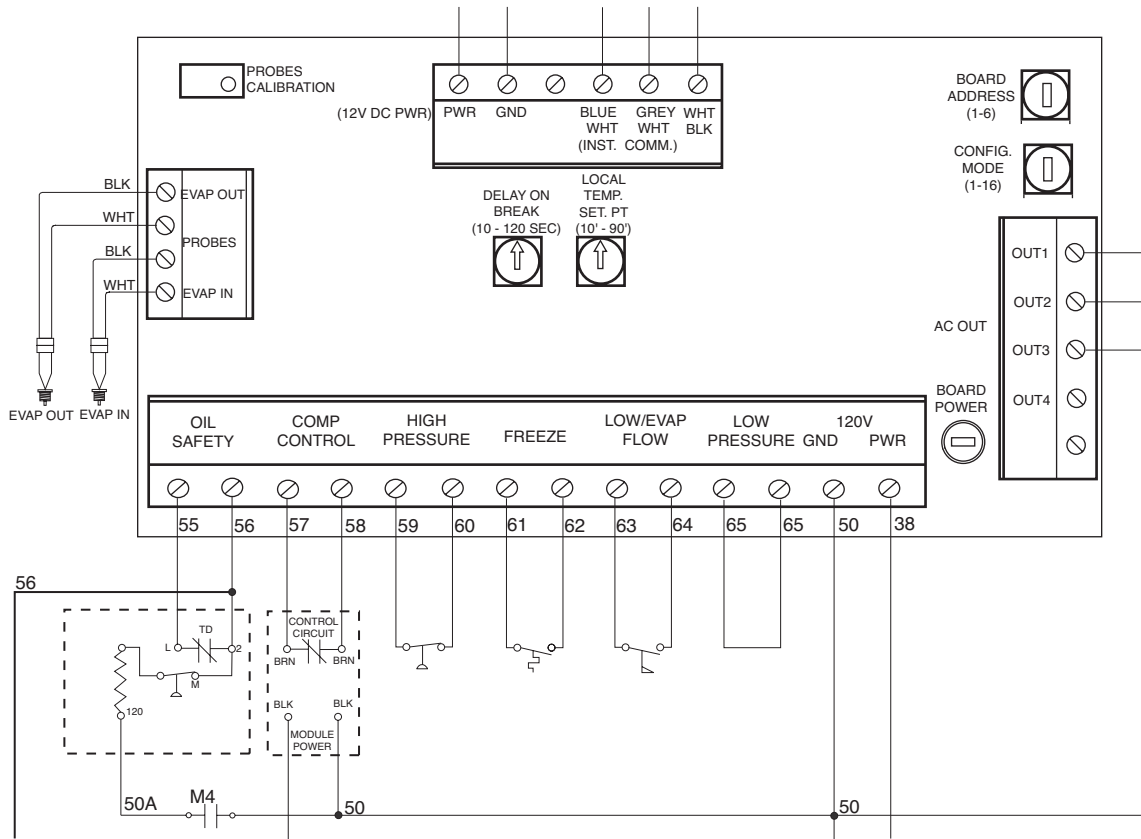 PROBES
CALIBRATION
(12V DC PWR)
PWR
GND
BLUE
WHT
(INST.
GREY
WHT
COMM.)
WHT
BLK
BOARD
ADDRESS
(1-6)
CONFIG.
MODE
(1-16)
DELAY ON
BREAK
(10 - 120 SEC)
LOCAL
TEMP.
SET. PT
(10' - 90')
BLK
EVAP OUT
WHT
PROBES
BLK
WHT
EVAP IN
EVAP OUT
EVAP IN
OUT1
OUT2
AC OUT
OUT3
OUT4
BOARD
POWER
OIL
SAFETY
COMP
CONTROL
HIGH
PRESSURE
FREEZE
LOW/EVAP
FLOW
LOW
PRESSURE
120V
GND
PWR
55
56
57
58
59
60
61
62
63
64
65
65
50
38
56
TD
L
2
M
120
CONTROL
CIRCUIT
BRN
BRN
BLK
BLK
MODULE
POWER
50A
M4
50
50